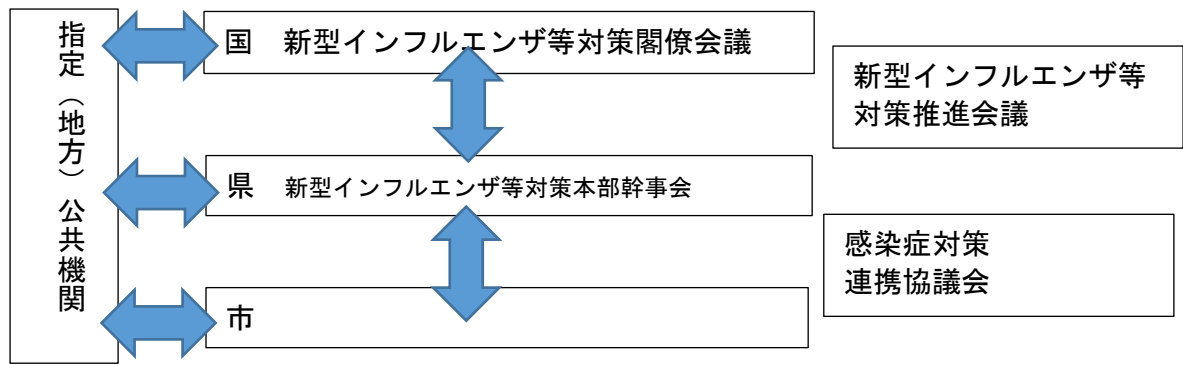 指定（地方）公共機関
国　新型インフルエンザ等対策閣僚会議
新型インフルエンザ等
対策推進会議
県　新型インフルエンザ等対策本部幹事会
感染症対策
連携協議会
市